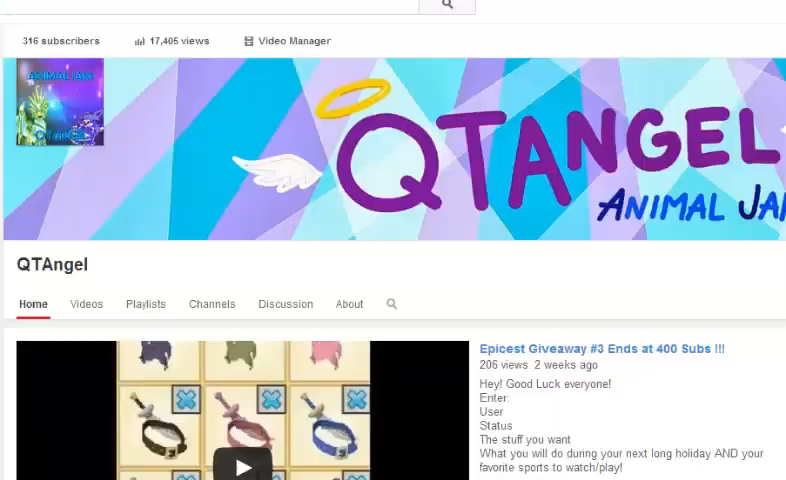 316 subscribers 17,405 views Video Manager
ANIMAL JAM
QTANGEL
QTANGEL
ANIMAL JA
QTAngel
Home Videos Playlists Channels Discussion About
Epicest Giveaway #3 Ends at 400 Subs !!!
206 views 2 weeks ago
Hey! Good Luck everyone!
Enter:
User
Status
The stuff you want
What you will do during your next long holiday AND your
favorite sports to watch/play!